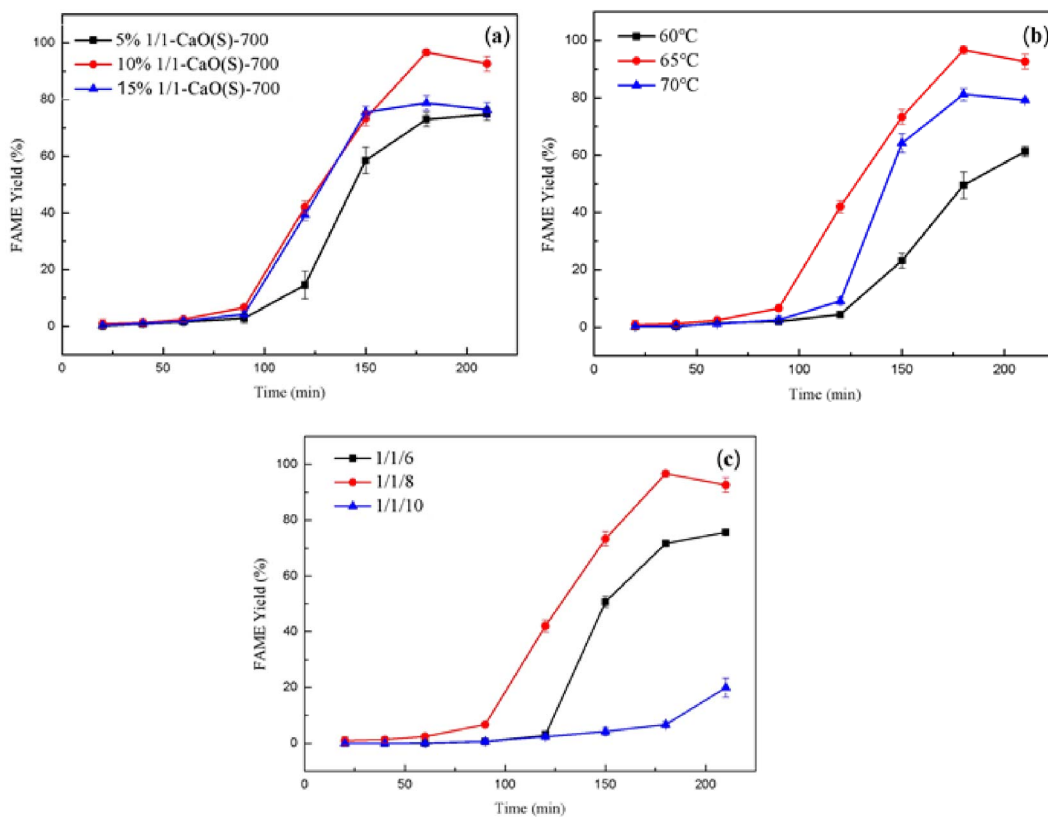 (a)
5% 1/1-CaO(S)-700
10% 1/1-CaO(S)-700
15% 1/1-CaO(S)-700
100
80
60
40
20
0
FAME Yield (%)
0 50 100 150 200
Time (min)
(b)
60°C
65°C
70°C
100
80
60
40
20
0
FAME Yield (%)
0 50 100 150 200
Time (min)
(c)
1/1/6
1/1/8
1/1/10
100
80
60
40
20
0
FAME Yield (%)
0 50 100 150 200
Time (min)